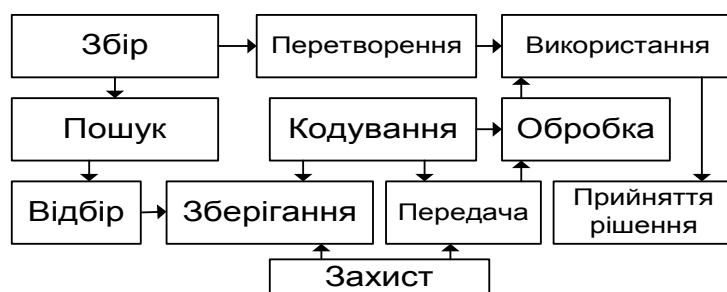 Збір
Перетворення
Використання
Пошук
Кодування
Обробка
Відбір
Зберігання
Передача
Прийняття
рішення
Захист